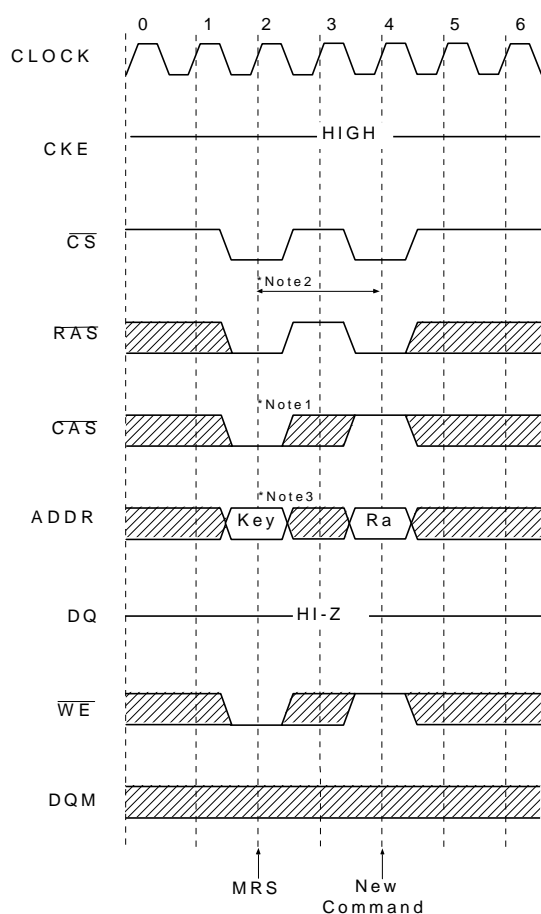 0 1 2 3 4 5 6
CLOCK
HIGH
CKE
CS
*Note2
RAS
*Note1
CAS
*Note3
ADDR
Key
Ra
DQ
HI-Z
WE
DQM
MRS
New
Command